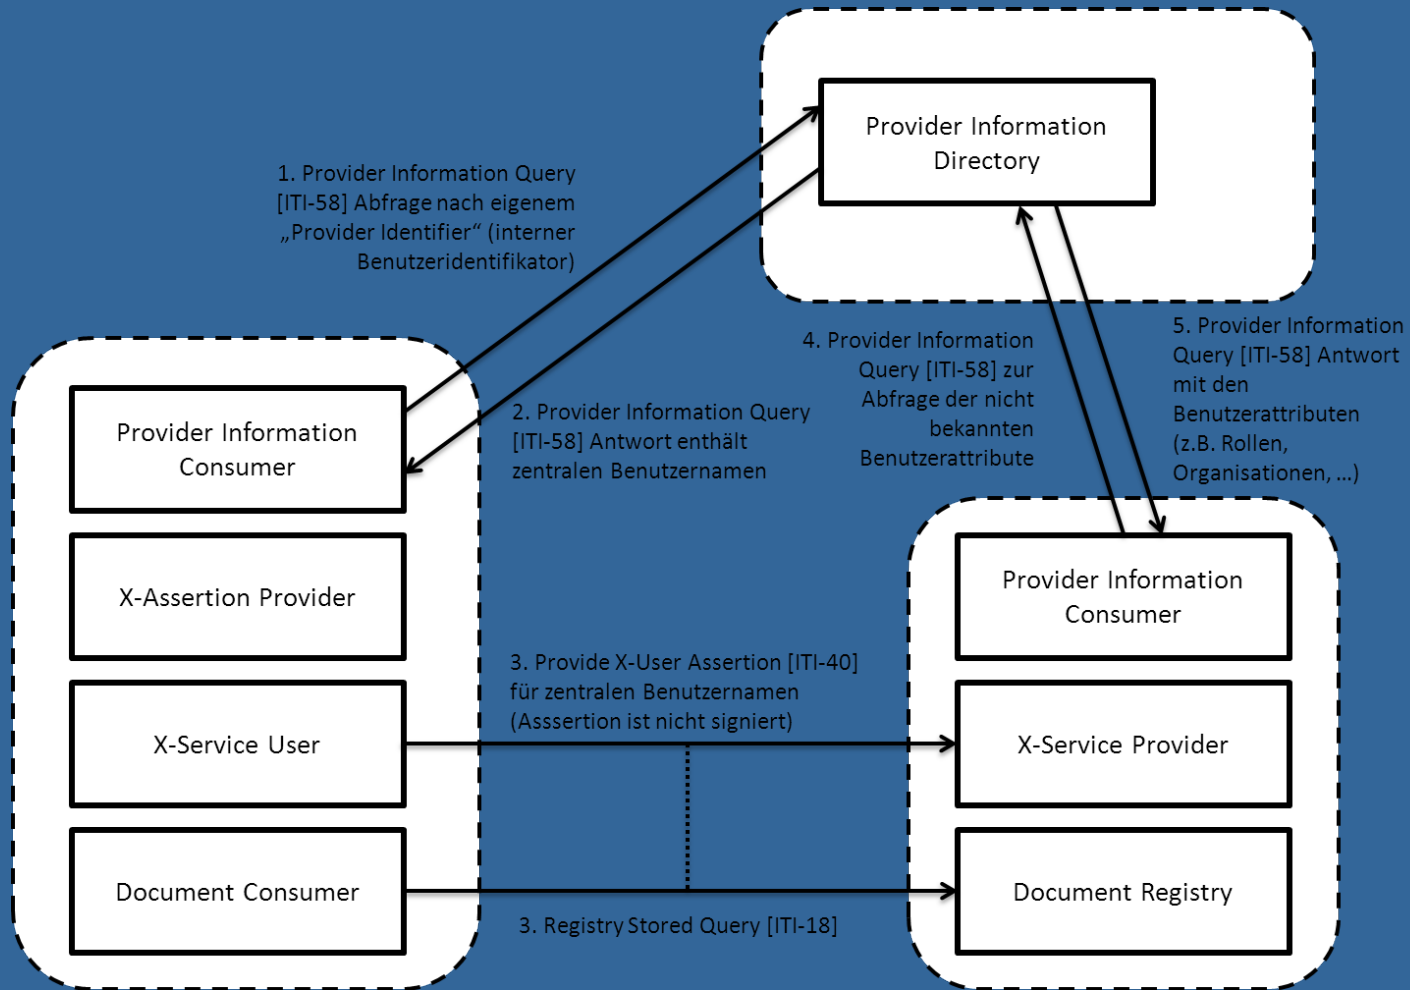 Provider Information
Directory
1. Provider Information Query
[ITI-58] Abfrage nach eigenem
„Provider Identifier“ (interner
Benutzeridentifikator)
4. Provider Information
Query [ITI-58] zur
Abfrage der nicht
bekannten
Benutzerattribute
5. Provider Information
Query [ITI-58] Antwort
mit den
Benutzerattributen
(z.B. Rollen,
Organisationen, ...)
2. Provider Information Query
[ITI-58] Antwort enthält
zentralen Benutzernamen
Provider Information
Consumer
X-Assertion Provider
X-Service User
Document Consumer
3. Provide X-User Assertion [ITI-40]
für zentralen Benutzernamen
(Asssertion ist nicht signiert)
3. Registry Stored Query [ITI-18]
Provider Information
Consumer
X-Service Provider
Document Registry